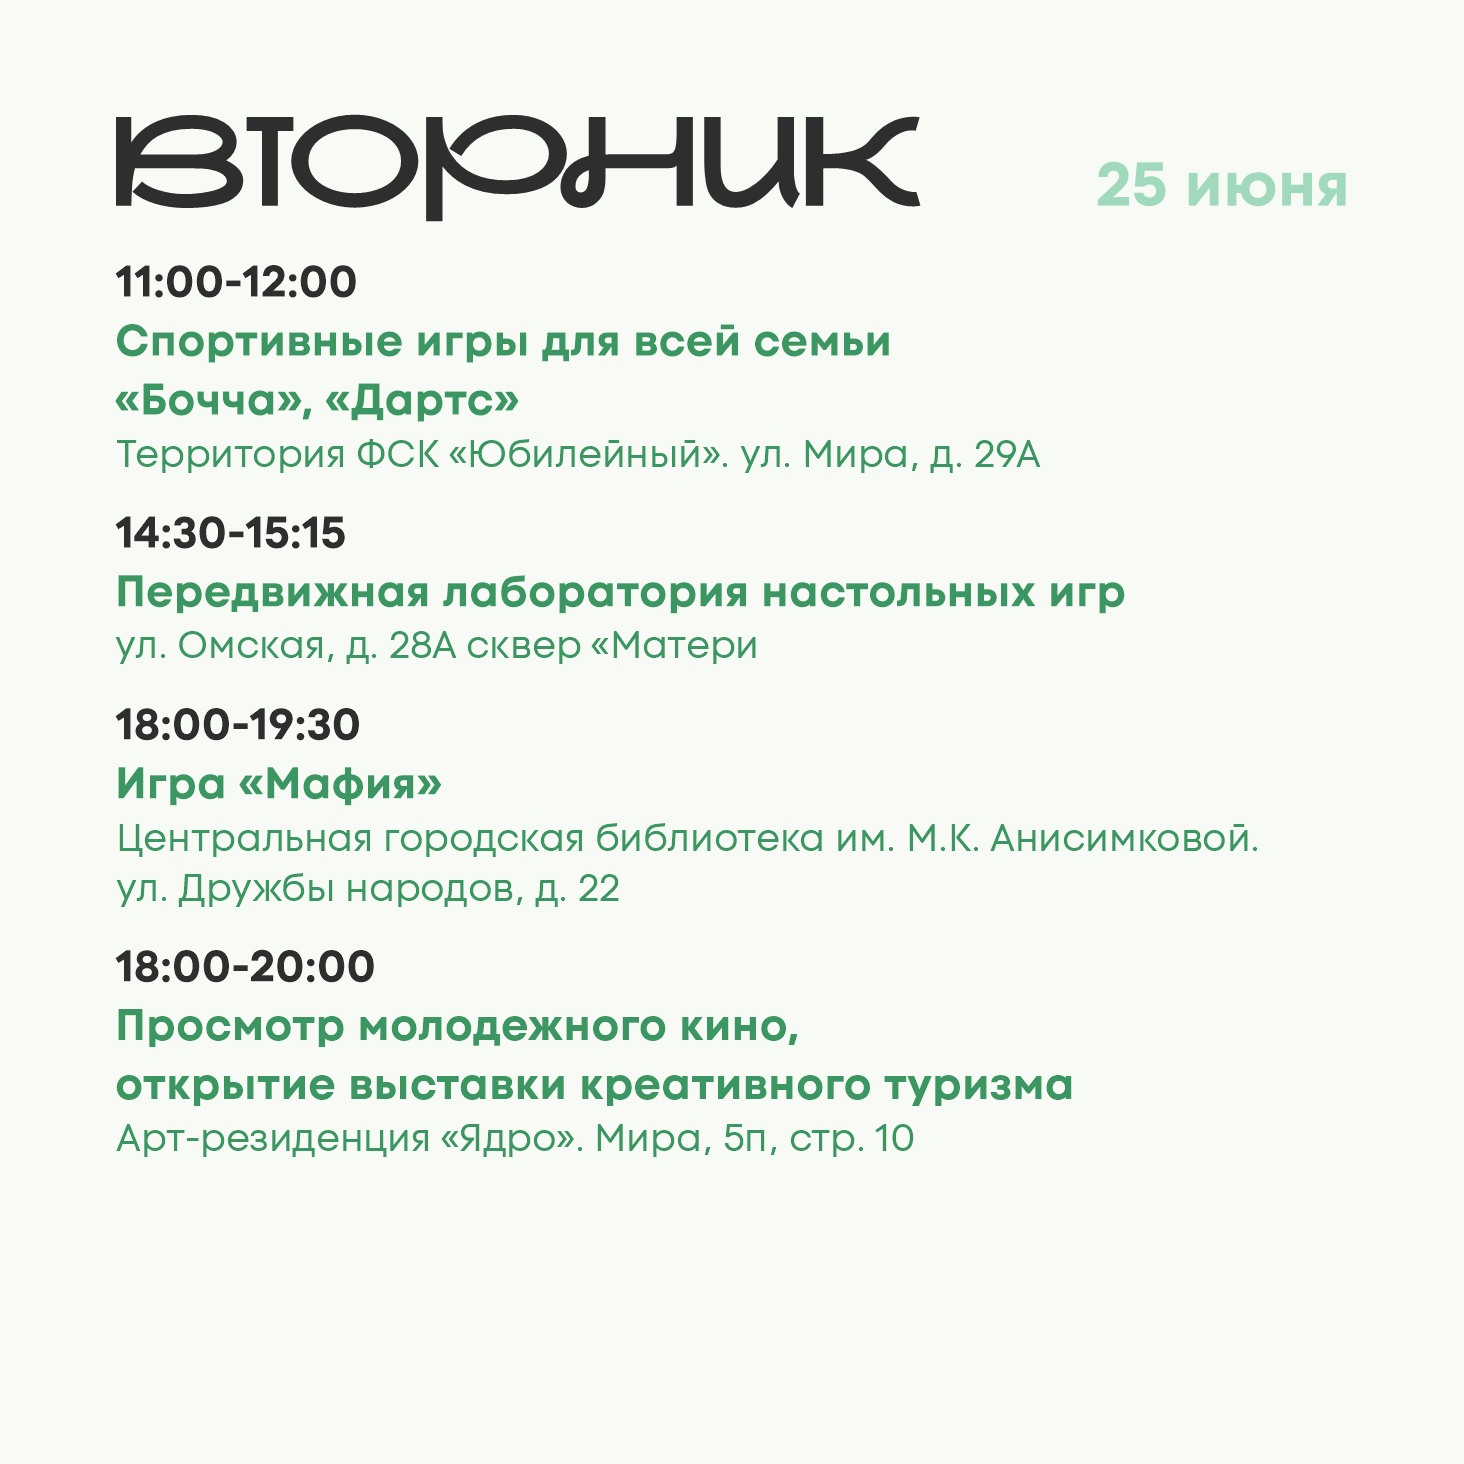 вторник
25 июня
11:00-12:00
Спортивные игры для всей семьи
«Бочча», «Дартс»
Территория ФСК «Юбилейный». ул. Мира, д. 29А
14:30-15:15
Передвижная лаборатория настольных игр
ул. Омская, д. 28А сквер «Матери
18:00-19:30
Игра «Мафия»
Центральная городская библиотека им. М.К. Анисимковой.
ул. Дружбы народов, д. 22
18:00-20:00
Просмотр молодежного кино,
открытие выставки креативного туризма
Арт-резиденция «Ядро». Мира, 5п, стр. 10